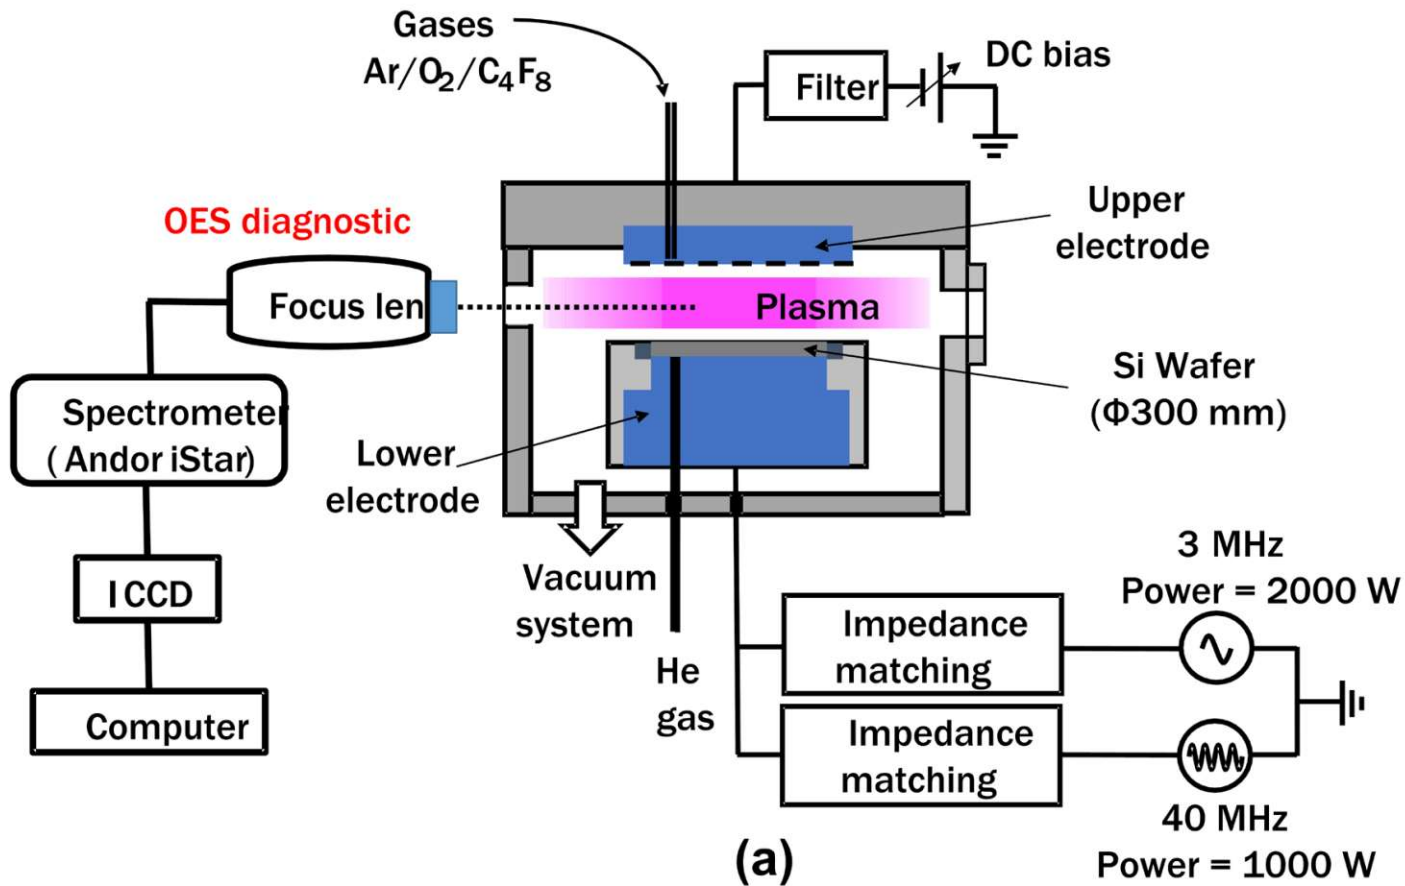 Gases
Ar/O₂/C₄F₈
Filter
DC bias
OES diagnostic
Upper
electrode
Focus len
Plasma
Si Wafer
(Φ300 mm)
Spectrometer
( Andor iStar)
Lower
electrode
ICCD
Vacuum
system
He
gas
Computer
3 MHz
Power = 2000 W
Impedance
matching
Impedance
matching
40 MHz
Power = 1000 W
(a)